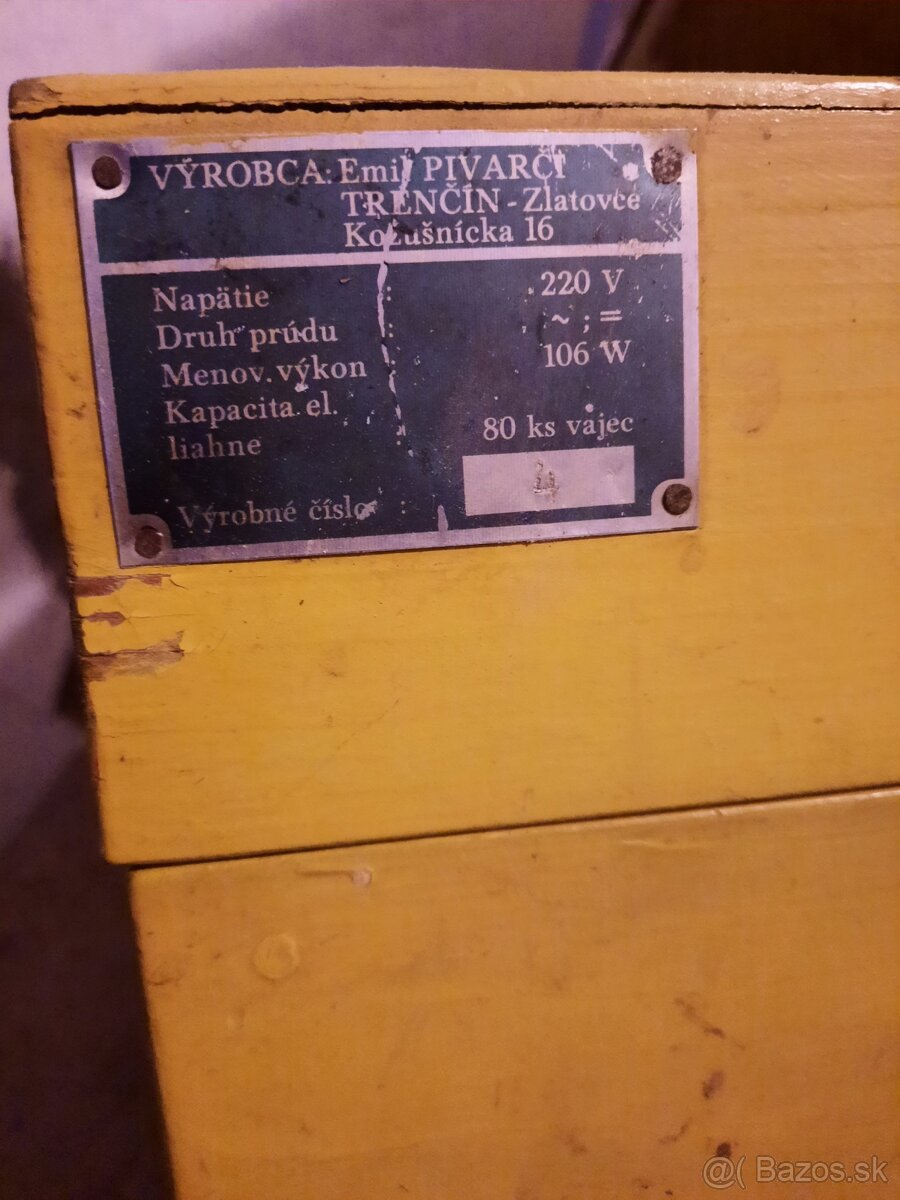 VÝROBCA: Emil PIVARČI
TRENČÍN - Zlatovce
Kožušnícka 16
Napätie : 220 V
Druh prúdu : ~ ; =
Menov. výkon : 106 W
Kapacita el.
liahne : 80 ks vajec
Výrobné číslo : 4
@( Bazos.sk